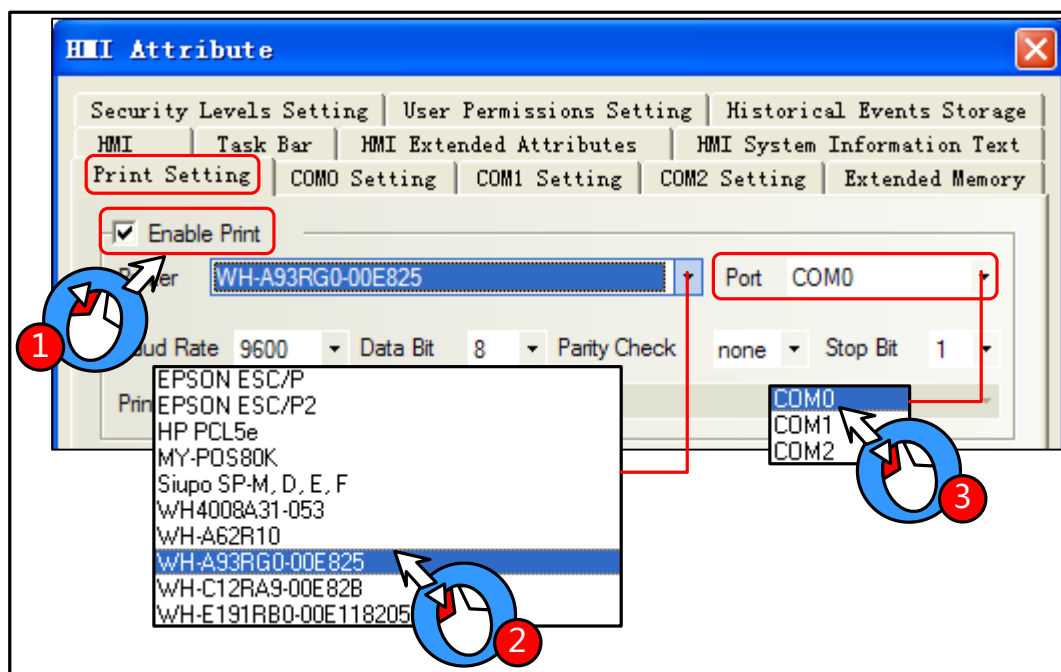 HMI Attribute
Security Levels Setting User Permissions Setting Historical Events Storage
HMI Task Bar HMI Extended Attributes HMI System Information Text
Print Setting COM0 Setting COM1 Setting COM2 Setting Extended Memory
Enable Print
WH-A93RG0-00E825 Port COM0
1
aud Rate 9600 Data Bit 8 Parity Check none Stop Bit 1
Prin
EPSON ESC/P
EPSON ESC/P2
HP PCL5e
MY-POS80K
Siupo SP-M, D, E, F
WH4008A31-053
WH-A62R10
WH-A93RG0-00E825
WH-C12RA9-00E82B
WH-E191RB0-00E118205
2
COM0
COM1
COM2
3